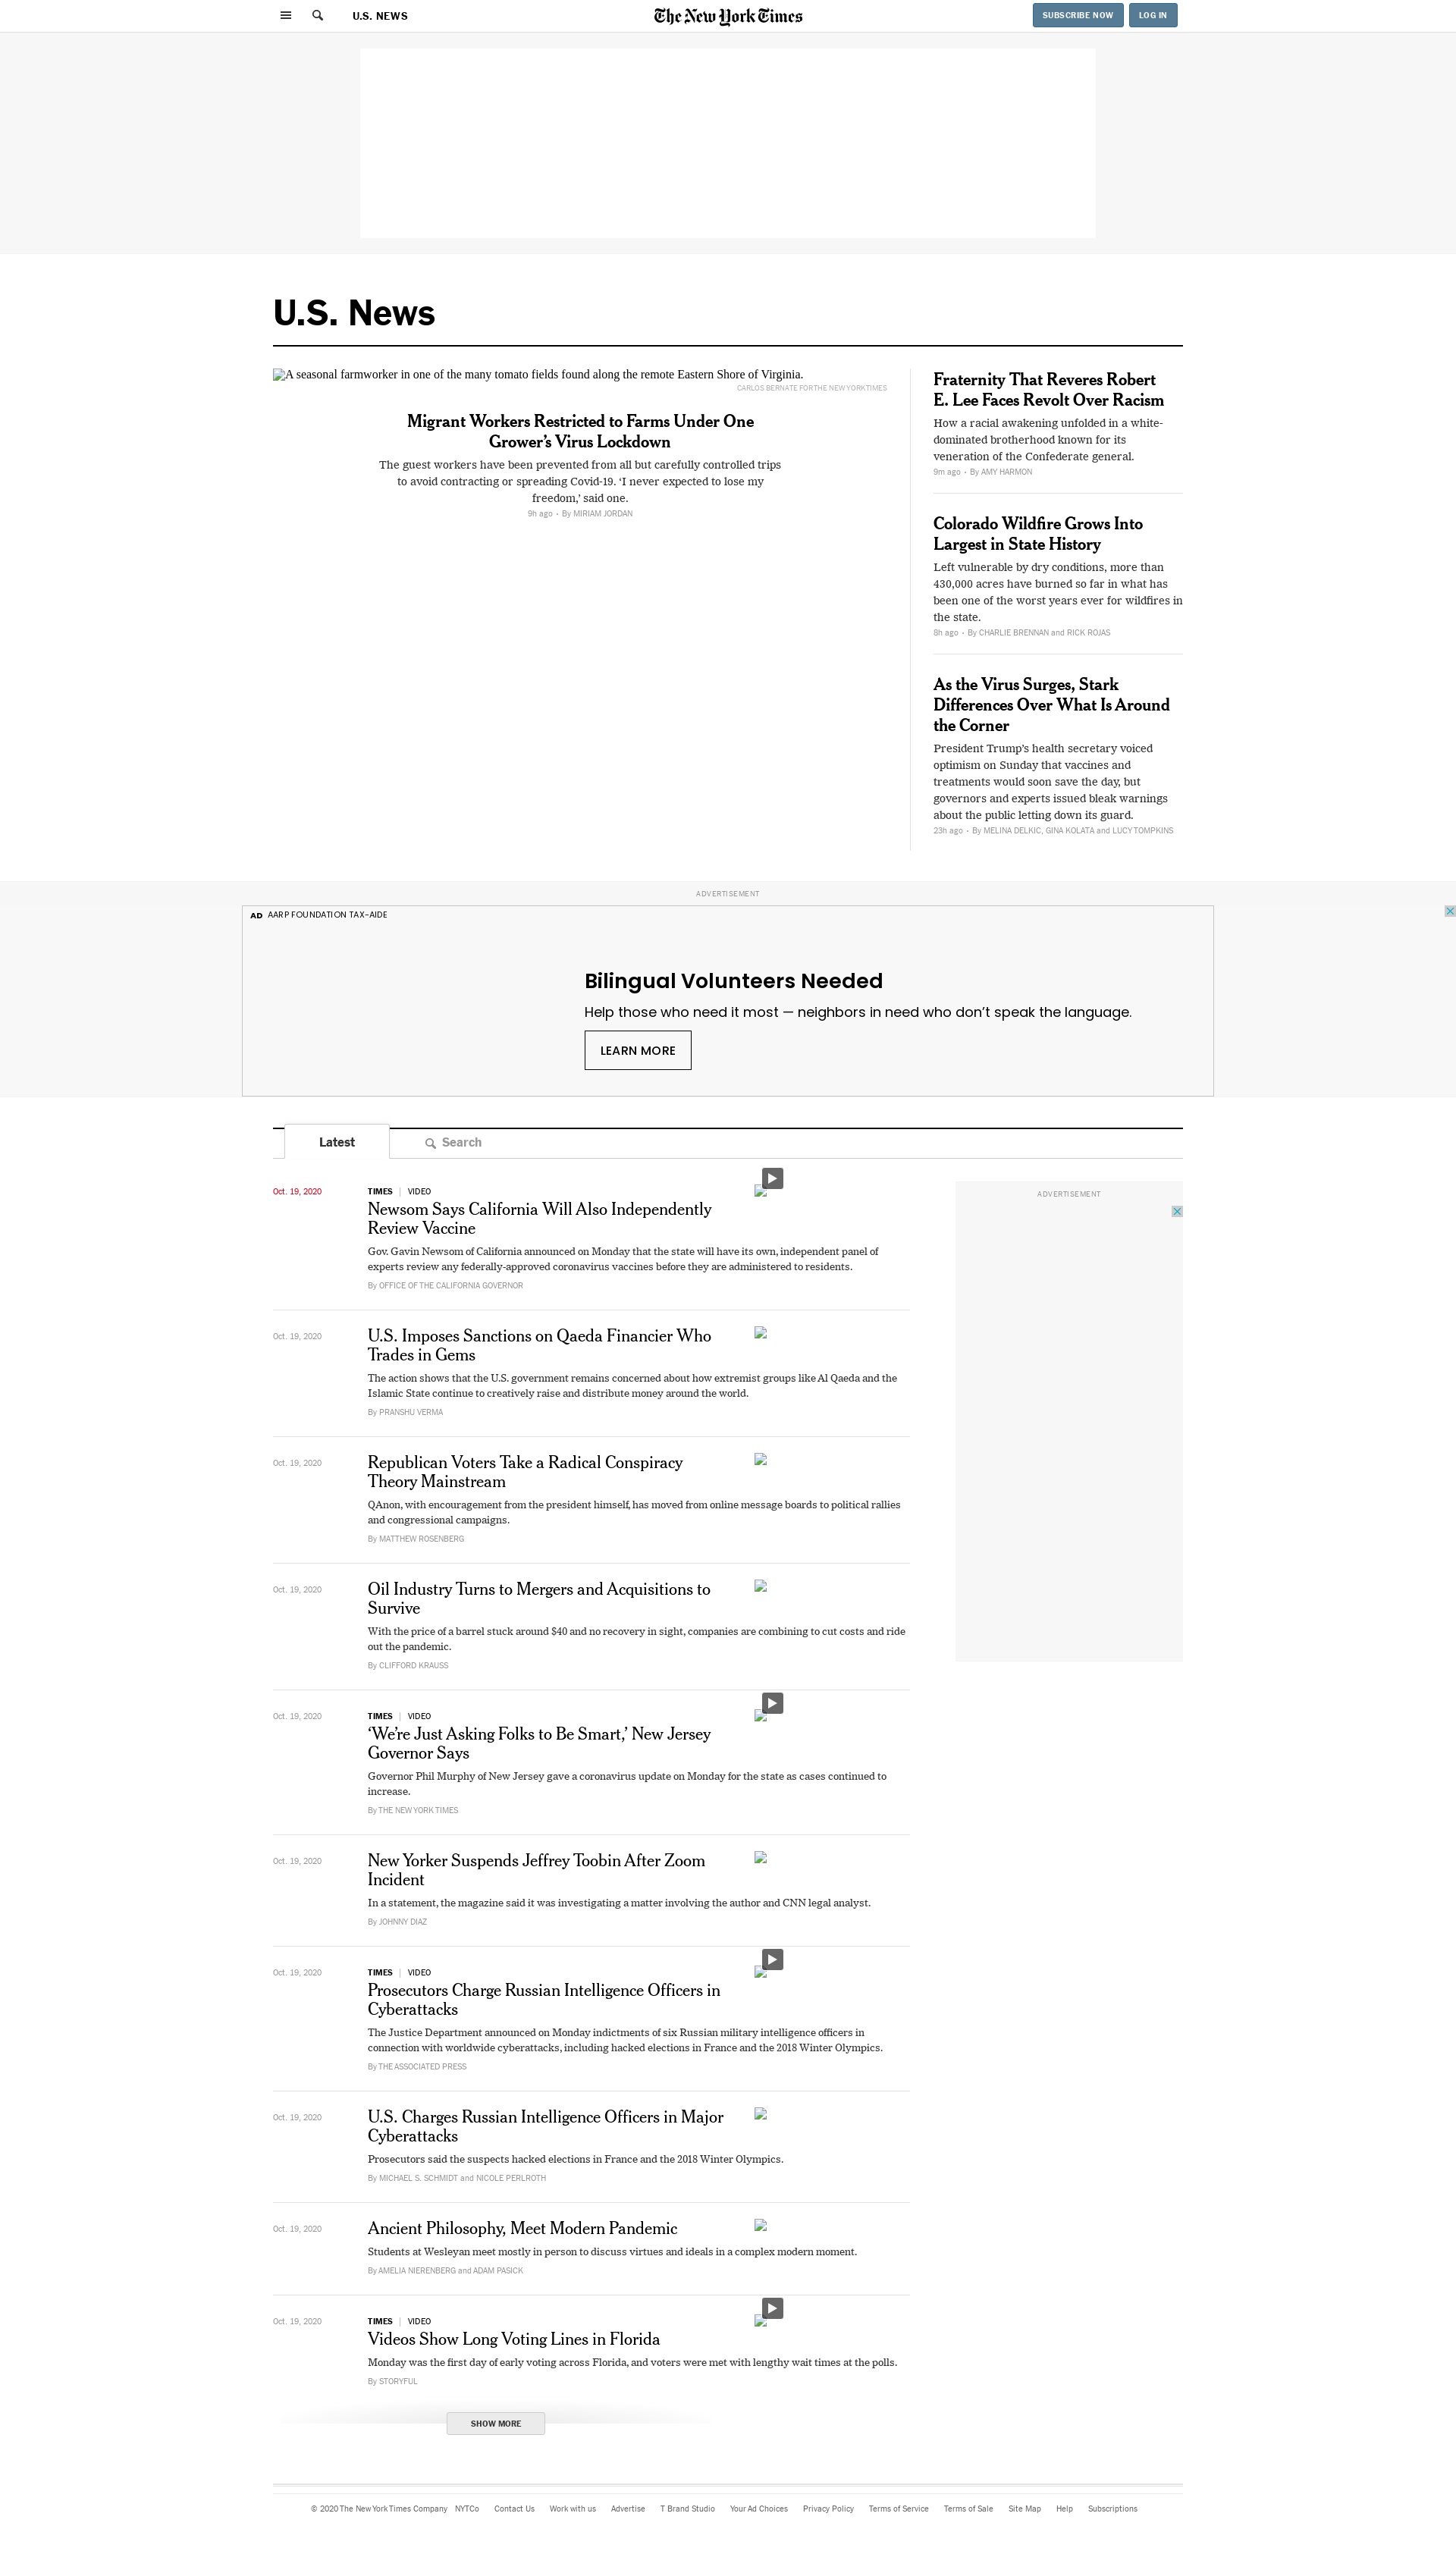 U.S. NEWS
The New York Times
SUBSCRIBE NOW
LOG IN
U.S. News
A seasonal farmworker in one of the many tomato fields found along the remote Eastern Shore of Virginia.
CARLOS BERNATE FOR THE NEW YORK TIMES
Migrant Workers Restricted to Farms Under One
Grower’s Virus Lockdown
The guest workers have been prevented from all but carefully controlled trips
to avoid contracting or spreading Covid-19. ‘I never expected to lose my
freedom,’ said one.
9h ago • By MIRIAM JORDAN
Fraternity That Reveres Robert
E. Lee Faces Revolt Over Racism
How a racial awakening unfolded in a white-
dominated brotherhood known for its
veneration of the Confederate general.
9m ago • By AMY HARMON
Colorado Wildfire Grows Into
Largest in State History
Left vulnerable by dry conditions, more than
430,000 acres have burned so far in what has
been one of the worst years ever for wildfires in
the state.
8h ago • By CHARLIE BRENNAN and RICK ROJAS
As the Virus Surges, Stark
Differences Over What Is Around
the Corner
President Trump’s health secretary voiced
optimism on Sunday that vaccines and
treatments would soon save the day, but
governors and experts issued bleak warnings
about the public letting down its guard.
23h ago • By MELINA DELKIC, GINA KOLATA and LUCY TOMPKINS
ADVERTISEMENT
AD AARP FOUNDATION TAX-AIDE
Bilingual Volunteers Needed
Help those who need it most — neighbors in need who don’t speak the language.
LEARN MORE
Latest
Search
ADVERTISEMENT
Oct. 19, 2020
TIMES | VIDEO
Newsom Says California Will Also Independently
Review Vaccine
Gov. Gavin Newsom of California announced on Monday that the state will have its own, independent panel of
experts review any federally-approved coronavirus vaccines before they are administered to residents.
By OFFICE OF THE CALIFORNIA GOVERNOR
Oct. 19, 2020
U.S. Imposes Sanctions on Qaeda Financier Who
Trades in Gems
The action shows that the U.S. government remains concerned about how extremist groups like Al Qaeda and the
Islamic State continue to creatively raise and distribute money around the world.
By PRANSHU VERMA
Oct. 19, 2020
Republican Voters Take a Radical Conspiracy
Theory Mainstream
QAnon, with encouragement from the president himself, has moved from online message boards to political rallies
and congressional campaigns.
By MATTHEW ROSENBERG
Oct. 19, 2020
Oil Industry Turns to Mergers and Acquisitions to
Survive
With the price of a barrel stuck around $40 and no recovery in sight, companies are combining to cut costs and ride
out the pandemic.
By CLIFFORD KRAUSS
Oct. 19, 2020
TIMES | VIDEO
‘We’re Just Asking Folks to Be Smart,’ New Jersey
Governor Says
Governor Phil Murphy of New Jersey gave a coronavirus update on Monday for the state as cases continued to
increase.
By THE NEW YORK TIMES
Oct. 19, 2020
New Yorker Suspends Jeffrey Toobin After Zoom
Incident
In a statement, the magazine said it was investigating a matter involving the author and CNN legal analyst.
By JOHNNY DIAZ
Oct. 19, 2020
TIMES | VIDEO
Prosecutors Charge Russian Intelligence Officers in
Cyberattacks
The Justice Department announced on Monday indictments of six Russian military intelligence officers in
connection with worldwide cyberattacks, including hacked elections in France and the 2018 Winter Olympics.
By THE ASSOCIATED PRESS
Oct. 19, 2020
U.S. Charges Russian Intelligence Officers in Major
Cyberattacks
Prosecutors said the suspects hacked elections in France and the 2018 Winter Olympics.
By MICHAEL S. SCHMIDT and NICOLE PERLROTH
Oct. 19, 2020
Ancient Philosophy, Meet Modern Pandemic
Students at Wesleyan meet mostly in person to discuss virtues and ideals in a complex modern moment.
By AMELIA NIERENBERG and ADAM PASICK
Oct. 19, 2020
TIMES | VIDEO
Videos Show Long Voting Lines in Florida
Monday was the first day of early voting across Florida, and voters were met with lengthy wait times at the polls.
By STORYFUL
SHOW MORE
© 2020 The New York Times Company NYTCo Contact Us Work with us Advertise T Brand Studio Your Ad Choices Privacy Policy Terms of Service Terms of Sale Site Map Help Subscriptions